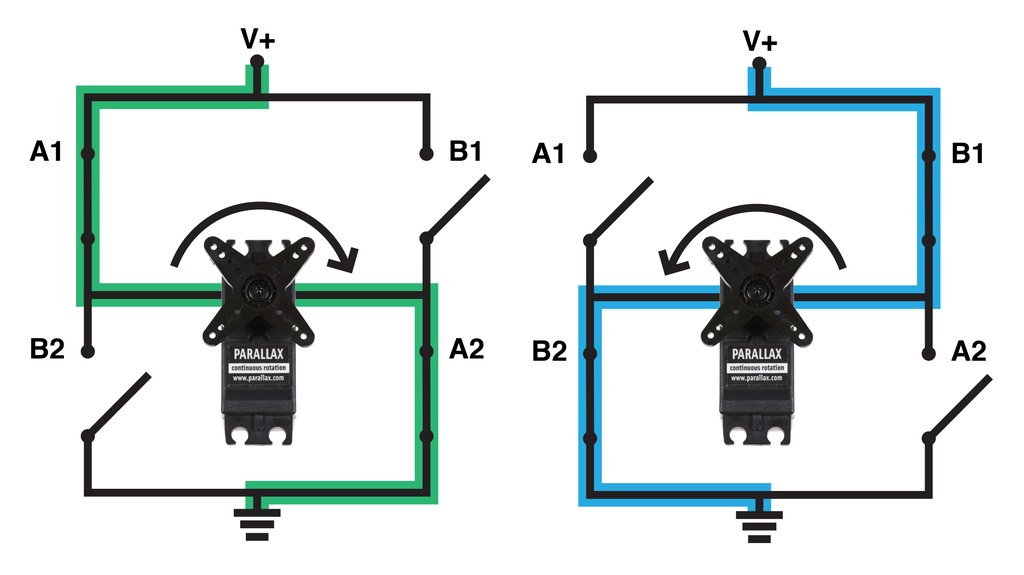 V+
A1
B1
B2
A2
PARALLAX
continuous rotation
www.parallax.com
V+
A1
B1
B2
A2
PARALLAX
continuous rotation
www.parallax.com